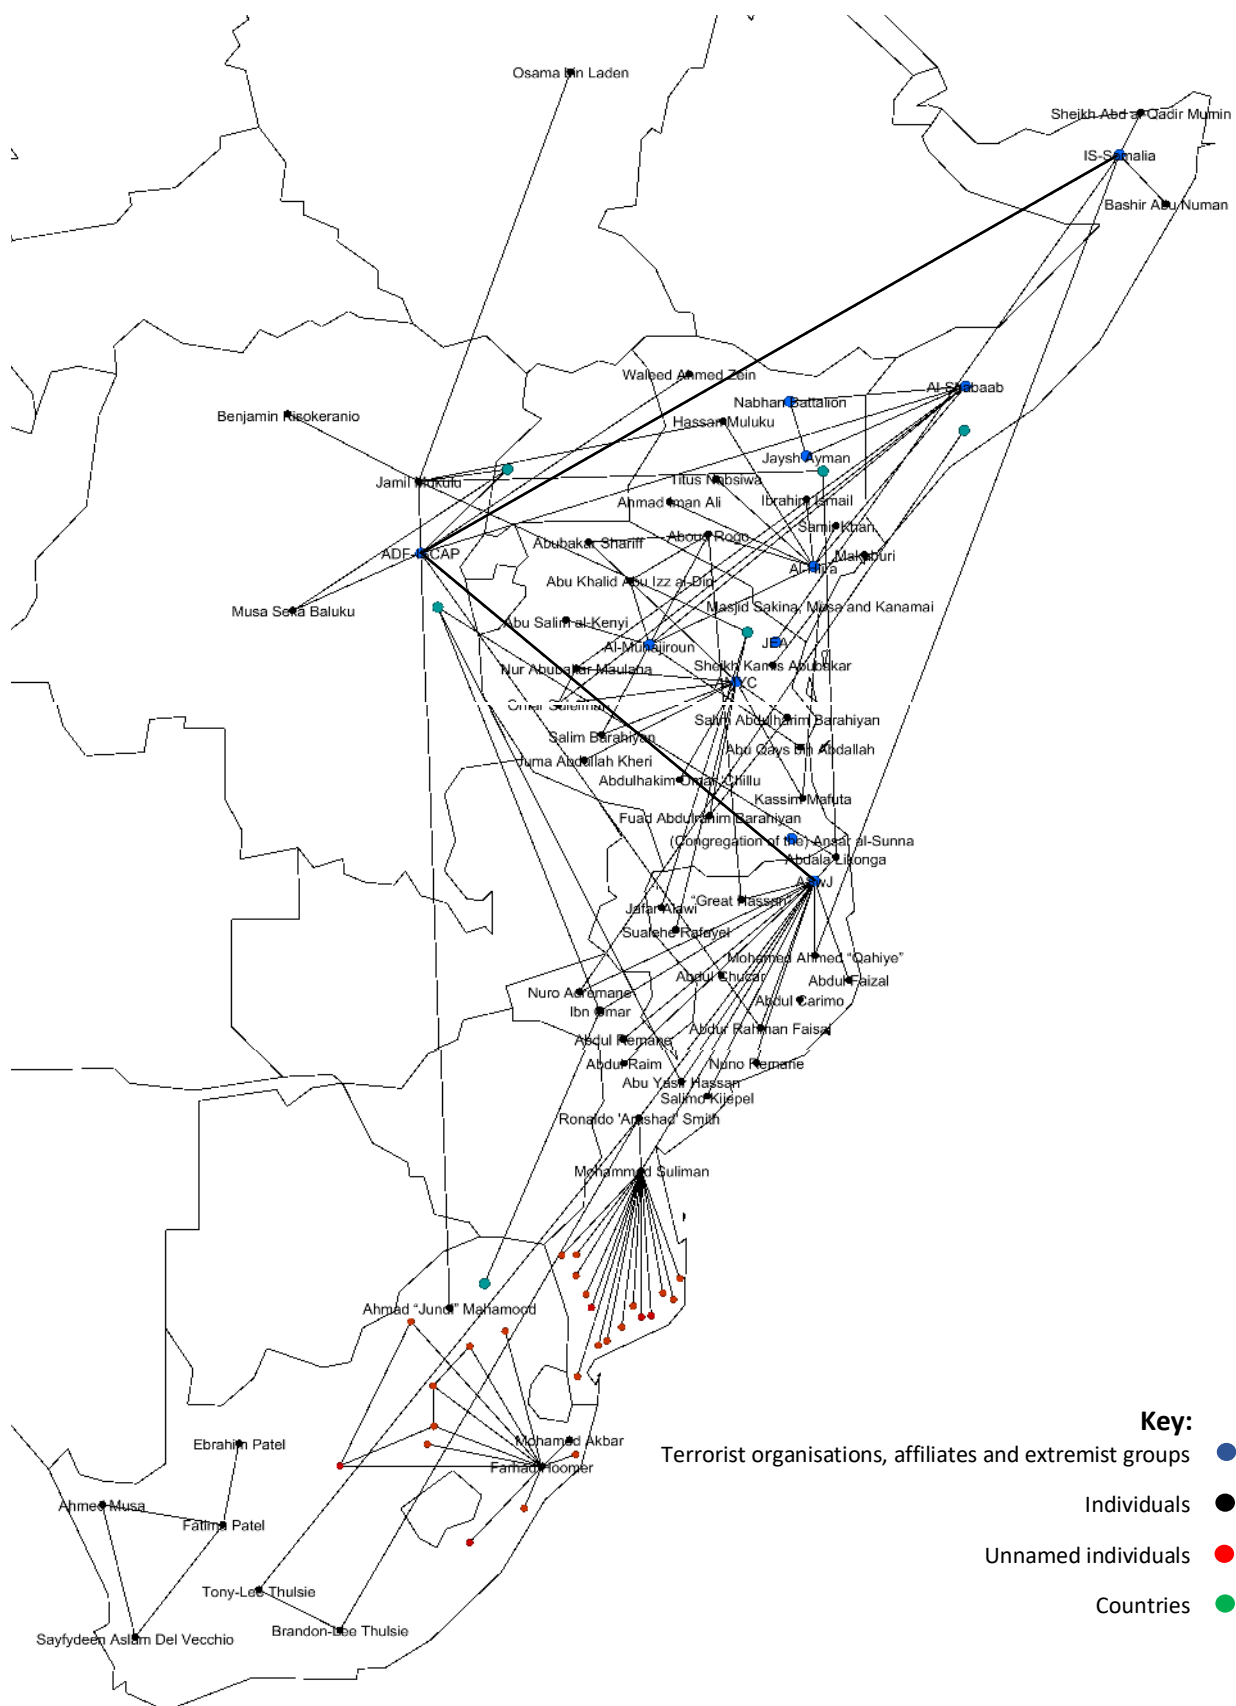 Osama bin Laden
Sheikh Abd al-Qadir Mumin
IS-Somalia
Bashir Abu Numan
Waleed Ahmed Zein
Al-Shabaab
Nabhan Battalion
Benjamin Kisokeranio
Hassan Muluku
Jaysh Ayman
Jamil Mukulu
Titus Nabiswa
Ahmad Iman Ali
Ibrahim Ismail
Samir Khan
Aboud Rogo
Abubakar Shariff
ADF-ISCAP
Makaburi
Al-Hijra
Abu Khalid Abu Izz al-Din
Musa Seka Baluku
Masjid Sakina, Musa and Kanamai
Abu Salim al-Kenyi
Al-Muhajiroun
JEA
Nur Abubakar Maulana
Sheikh Kamis Abubakar
AMYC
Omar Suleiman
Salim Abdulharim Barahiyan
Salim Barahiyan
Abu Qays bin Abdallah
Juma Abdullah Kheri
Abdulhakim Omar 'Chillu
Kassim Mafuta
Fuad Abdulrahim Barahiyan
(Congregation of the) Ansar al-Sunna
Abdala Likonga
ASwJ
"Great Hassan"
Jafar Alawi
Sualehe Rafayel
Mohamed Ahmed “Qahiye”
Abdul Ghucar
Abdul Faizal
Nuro Adremane
Abdul Carimo
Ibn Omar
Abdur Rahman Faisal
Abdul Remane
Abdul Raim
Nuno Remane
Abu Yasir Hassan
Salimo Kijepel
Ronaldo 'Arashad' Smith
Mohammed Suliman
Ahmad “Jundi” Mahamood
Key:
Mohamed Akbar
Ebrahim Patel
Terrorist organisations, affiliates and extremist groups
Farhad Hoomer
Ahmed Musa
Individuals
Fatima Patel
Unnamed individuals
Tony-Lee Thulsie
Countries
Brandon-Lee Thulsie
Sayfydeen Aslam Del Vecchio